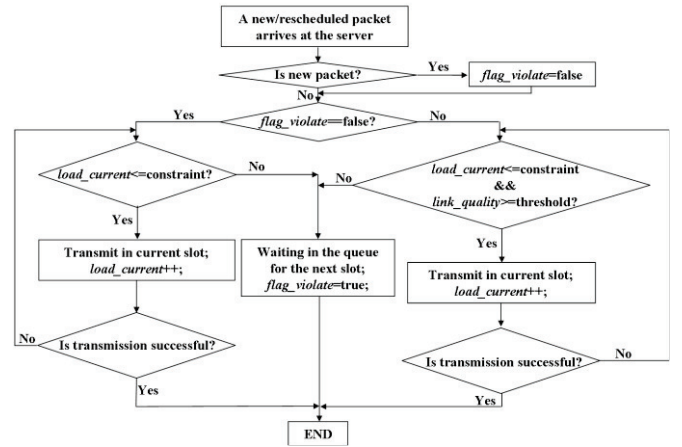 A new/rescheduled packet
arrives at the server
Is new packet?
Yes
flag_violate=false
No
Yes
flag_violate==false?
No
load_current<=constraint?
No
No
load_current<=constraint
&&
link_quality>=threshold?
Yes
Yes
Transmit in current slot;
load_current++;
Waiting in the queue
for the next slot;
flag_violate=true;
Transmit in current slot;
load_current++;
No
Is transmission successful?
Is transmission successful?
No
Yes
Yes
END